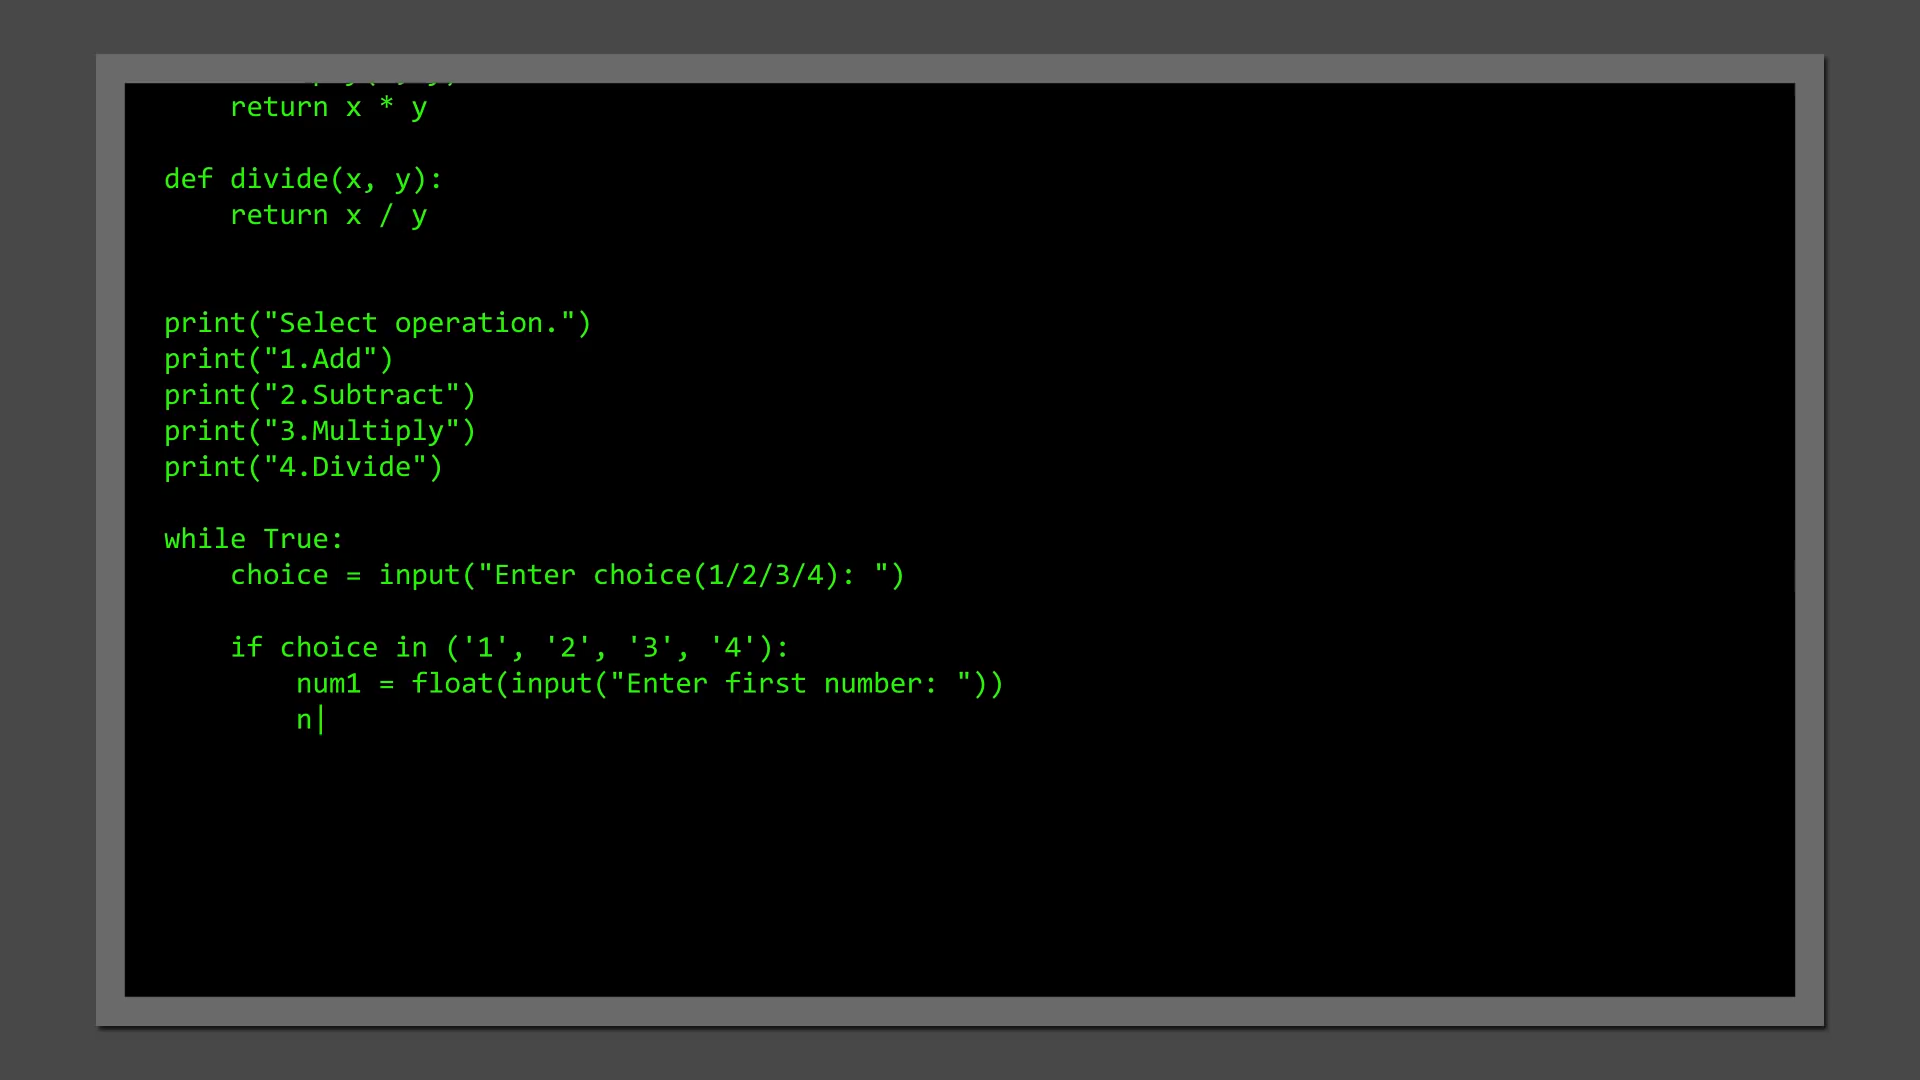 return x * y

def divide(x, y):
    return x / y


print("Select operation.")
print("1.Add")
print("2.Subtract")
print("3.Multiply")
print("4.Divide")

while True:
    choice = input("Enter choice(1/2/3/4): ")

    if choice in ('1', '2', '3', '4'):
        num1 = float(input("Enter first number: "))
        n